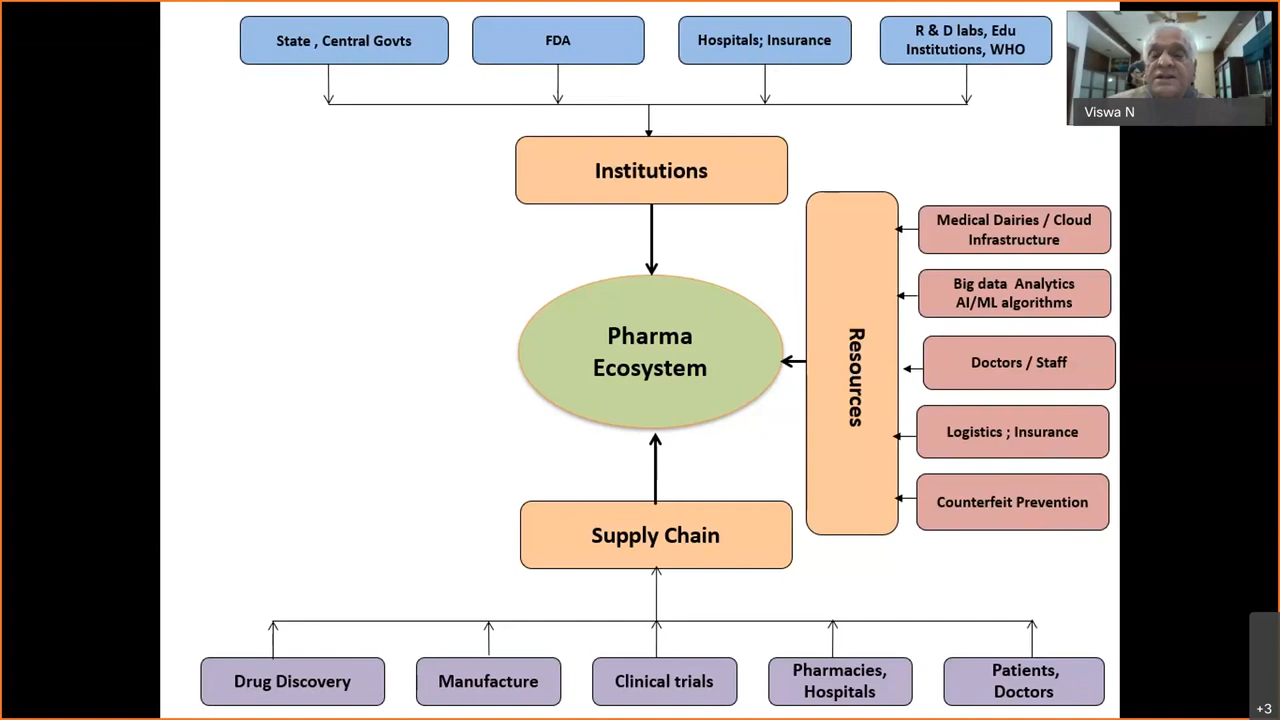 State , Central Govts
FDA
Hospitals; Insurance
R & D labs, Edu
Institutions, WHO
Viswa N
Institutions
Medical Dairies / Cloud
Infrastructure
Big data  Analytics
AI/ML algorithms
Pharma
Ecosystem
Resources
Doctors / Staff
Logistics ; Insurance
Counterfeit Prevention
Supply Chain
Drug Discovery
Manufacture
Clinical trials
Pharmacies,
Hospitals
Patients,
Doctors
+3